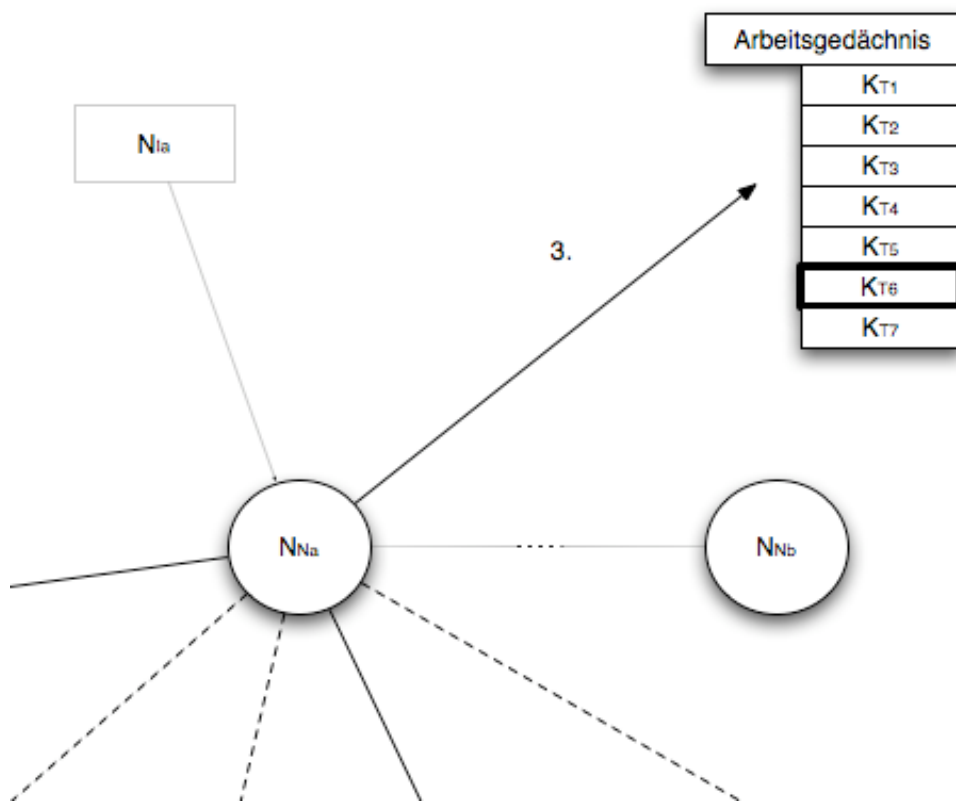 Arbeitsgedächnis
KT1
KT2
NIa
KT3
KT4
3.
KT5
KT6
KT7
NNa
NNb